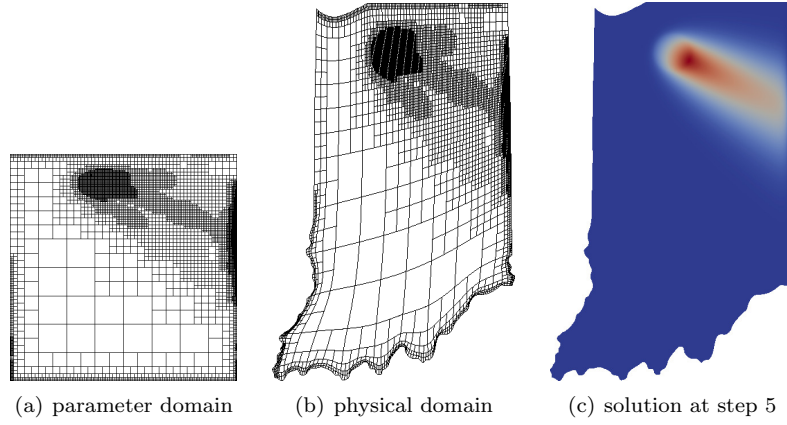 (a) parameter domain
(b) physical domain
(c) solution at step 5